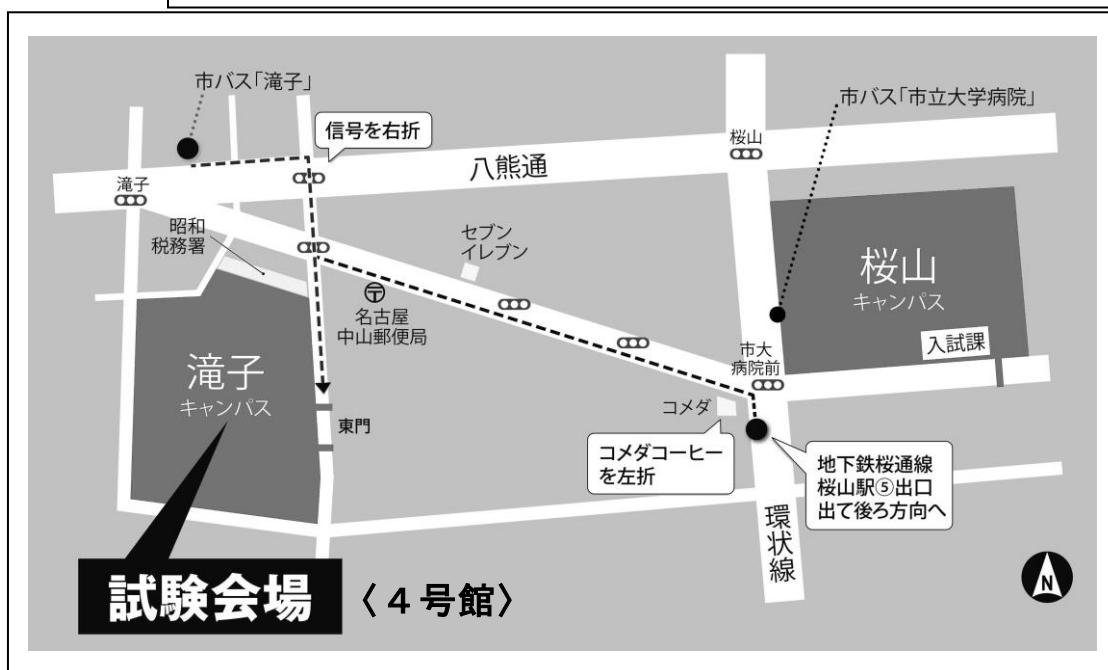 市バス「滝子」
信号を右折
桜山
市バス「市立大学病院」
八熊通
滝子
昭和
税務署
セブン
イレブン
〒
名古屋
中山郵便局
桜山
キャンパス
入試課
市大
病院前
滝子
キャンパス
東門
コメダ
コメダコーヒー
を左折
地下鉄桜通線
桜山駅⑤出口
出て後ろ方向へ
環状線
試験会場
〈4号館〉
N